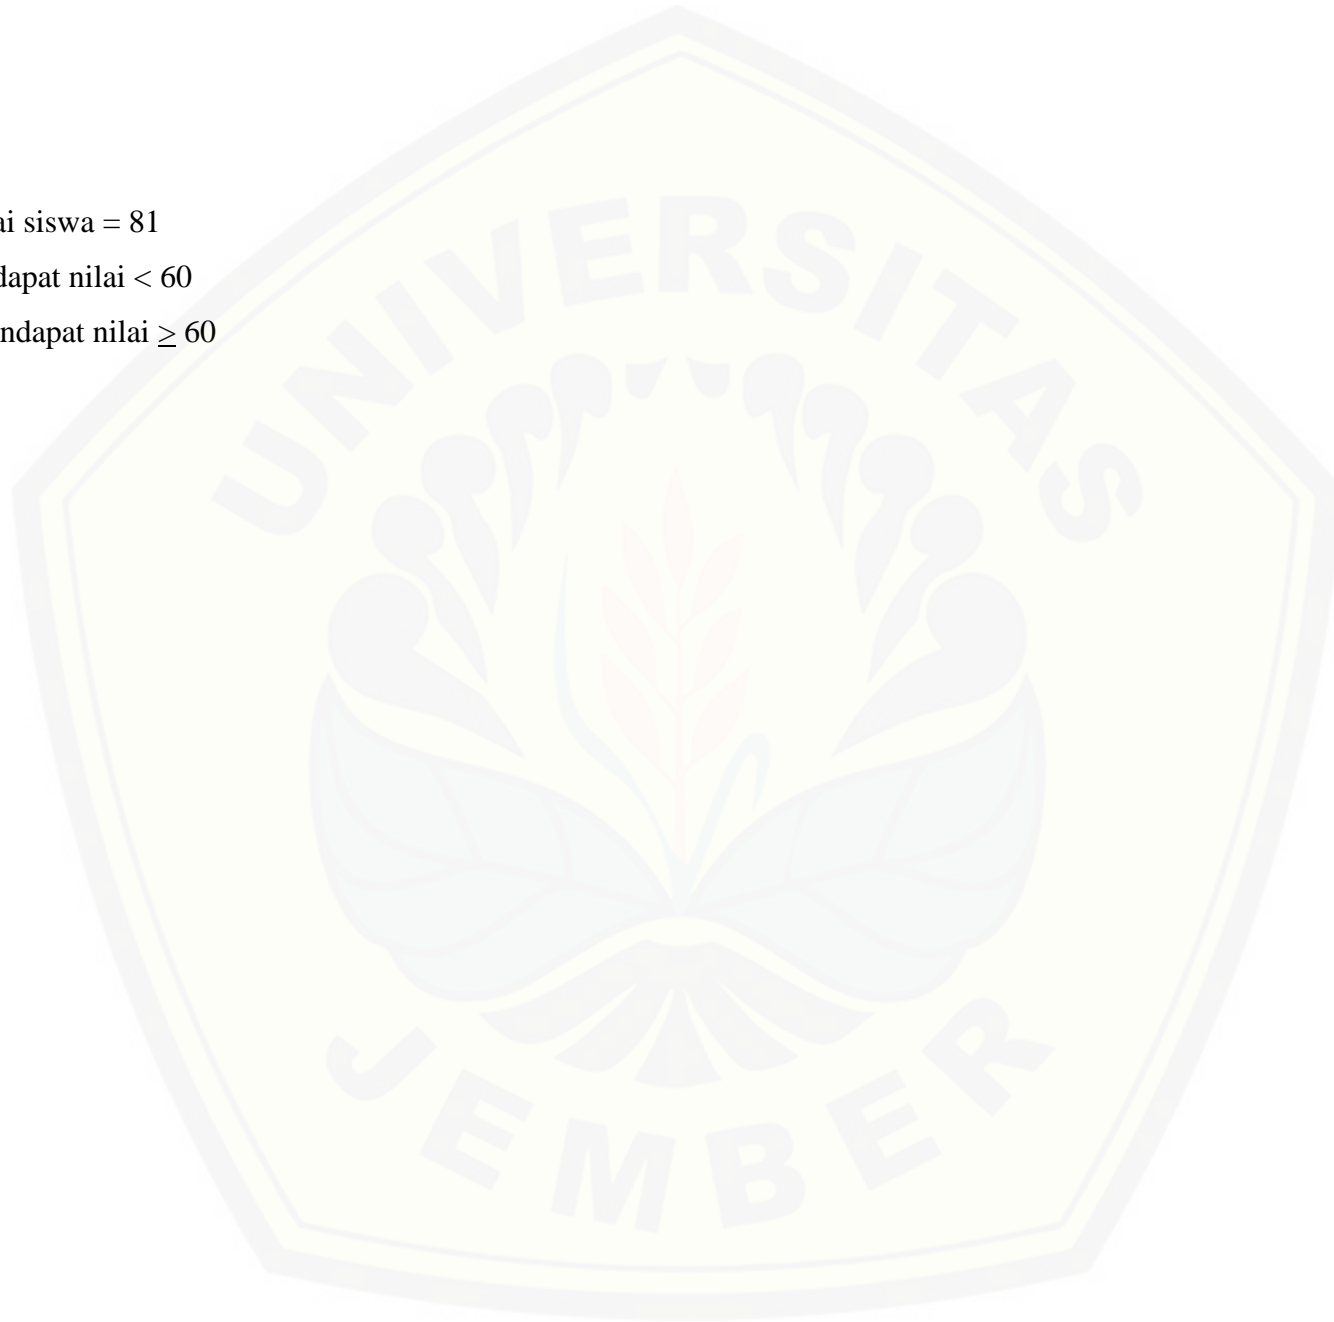 ai siswa = 81
dapat nilai < 60
ndapat nilai ≥ 60
UNIVERSITAS
JEMBER